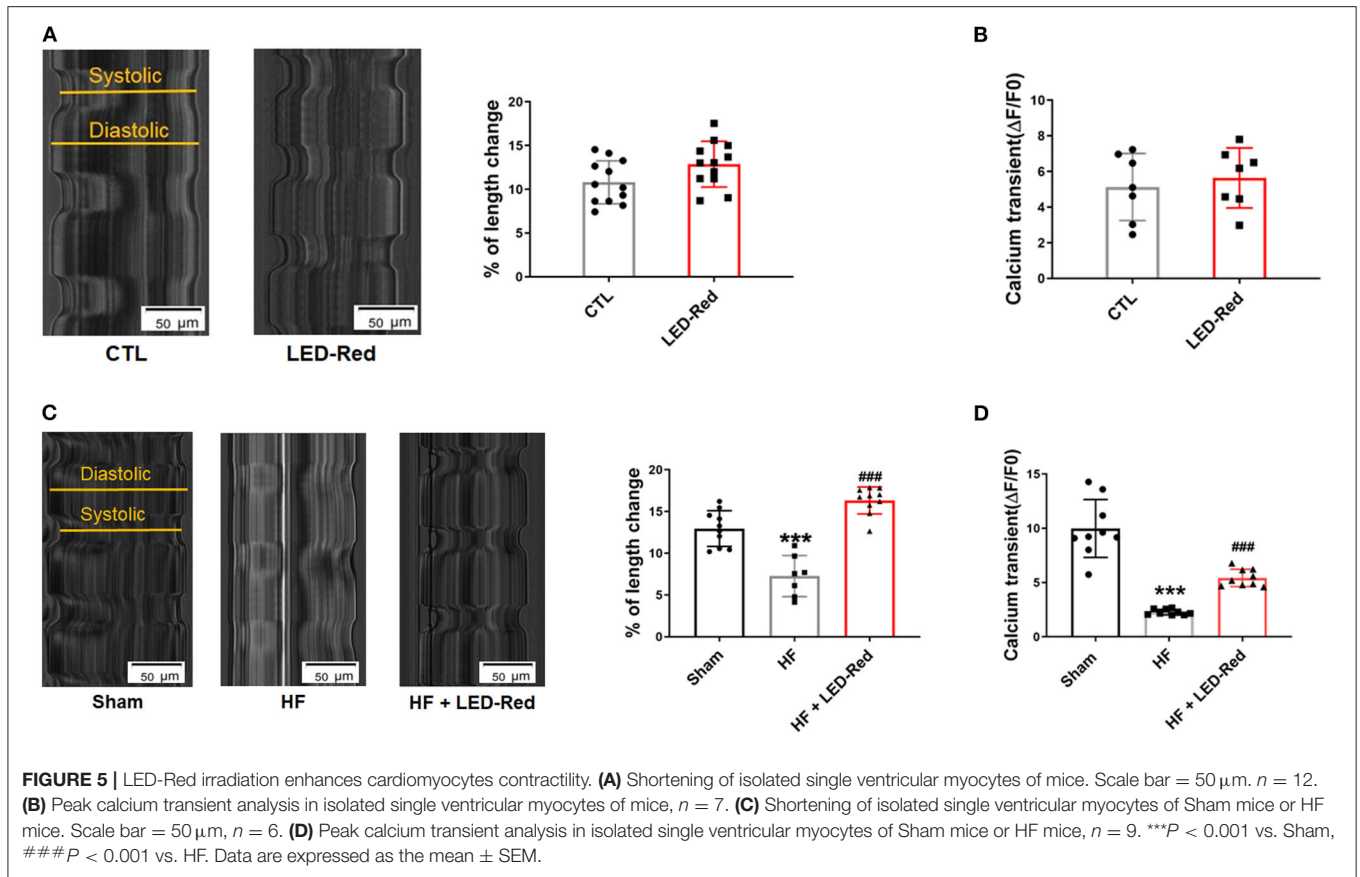 A
Systolic
Diastolic
50 µm
CTL
50 µm
LED-Red
% of length change
20
15
10
5
0
CTL
LED-Red
B
Calcium transient(ΔF/F0)
10
8
6
4
2
0
CTL
LED-Red
C
Diastolic
Systolic
50 µm
Sham
50 µm
HF
50 µm
HF + LED-Red
% of length change
20
15
10
5
0
***
###
Sham
HF
HF + LED-Red
D
Calcium transient(ΔF/F0)
15
10
5
0
***
###
Sham
HF
HF + LED-Red
FIGURE 5 | LED-Red irradiation enhances cardiomyocytes contractility. (A) Shortening of isolated single ventricular myocytes of mice. Scale bar = 50 µm. n = 12.
(B) Peak calcium transient analysis in isolated single ventricular myocytes of mice, n = 7. (C) Shortening of isolated single ventricular myocytes of Sham mice or HF
mice. Scale bar = 50 µm, n = 6. (D) Peak calcium transient analysis in isolated single ventricular myocytes of Sham mice or HF mice, n = 9. ***P < 0.001 vs. Sham,
###P < 0.001 vs. HF. Data are expressed as the mean ± SEM.